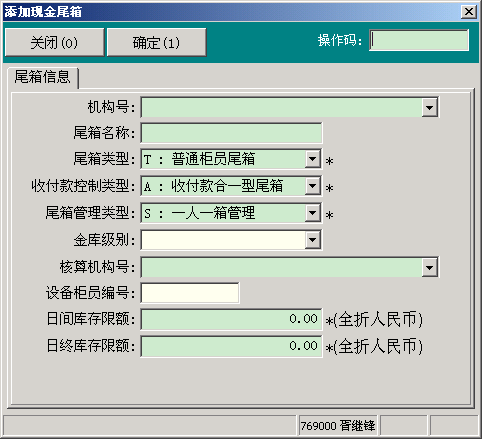 添加现金尾箱
关闭(0) 确定(1) 操作码:
尾箱信息
机构号:
尾箱名称:
尾箱类型: T : 普通柜员尾箱 *
收付款控制类型: A : 收付款合一型尾箱 *
尾箱管理类型: S : 一人一箱管理 *
金库级别:
核算机构号:
设备柜员编号:
日间库存限额: 0.00 *(全折人民币)
日终库存限额: 0.00 *(全折人民币)
769000 胥继锋